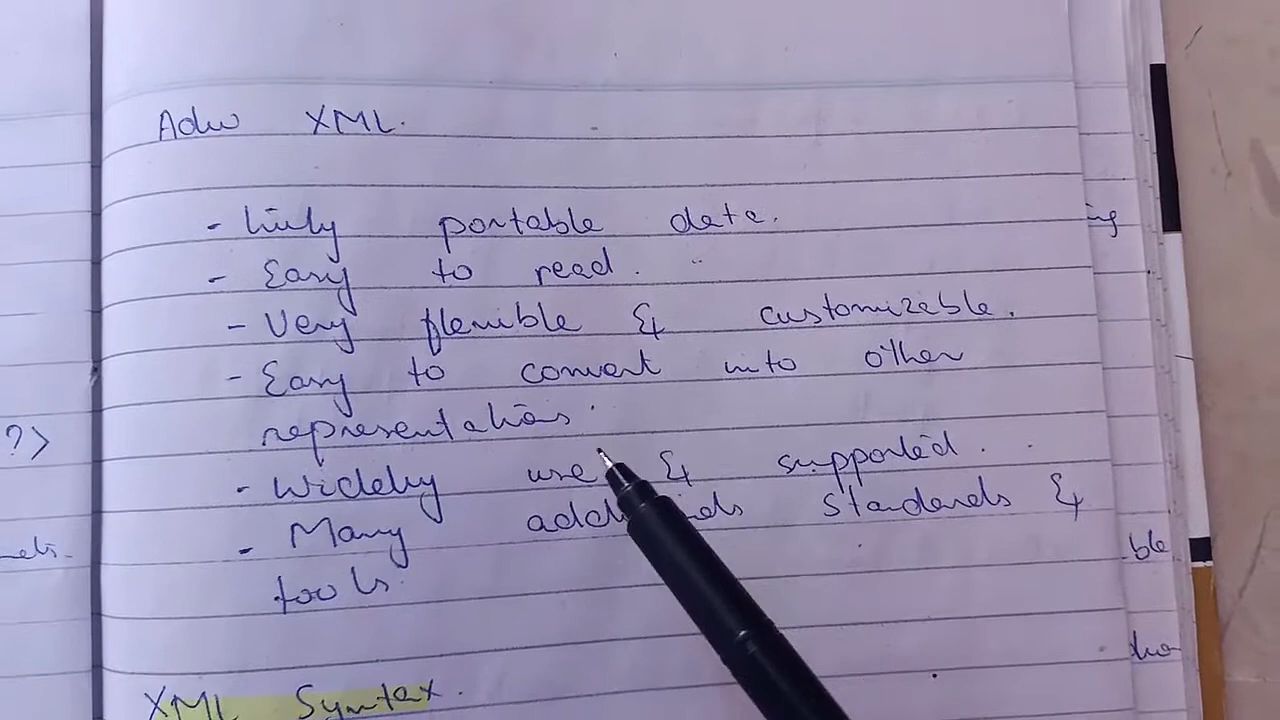 Adv XML.
- portable data.
- Easy to read.
- Very flexible & customizable.
- Easy to convert into other
representations.
- Widely use & supported.
- Many standards &
tools.
XML Syntax.
?>
ble